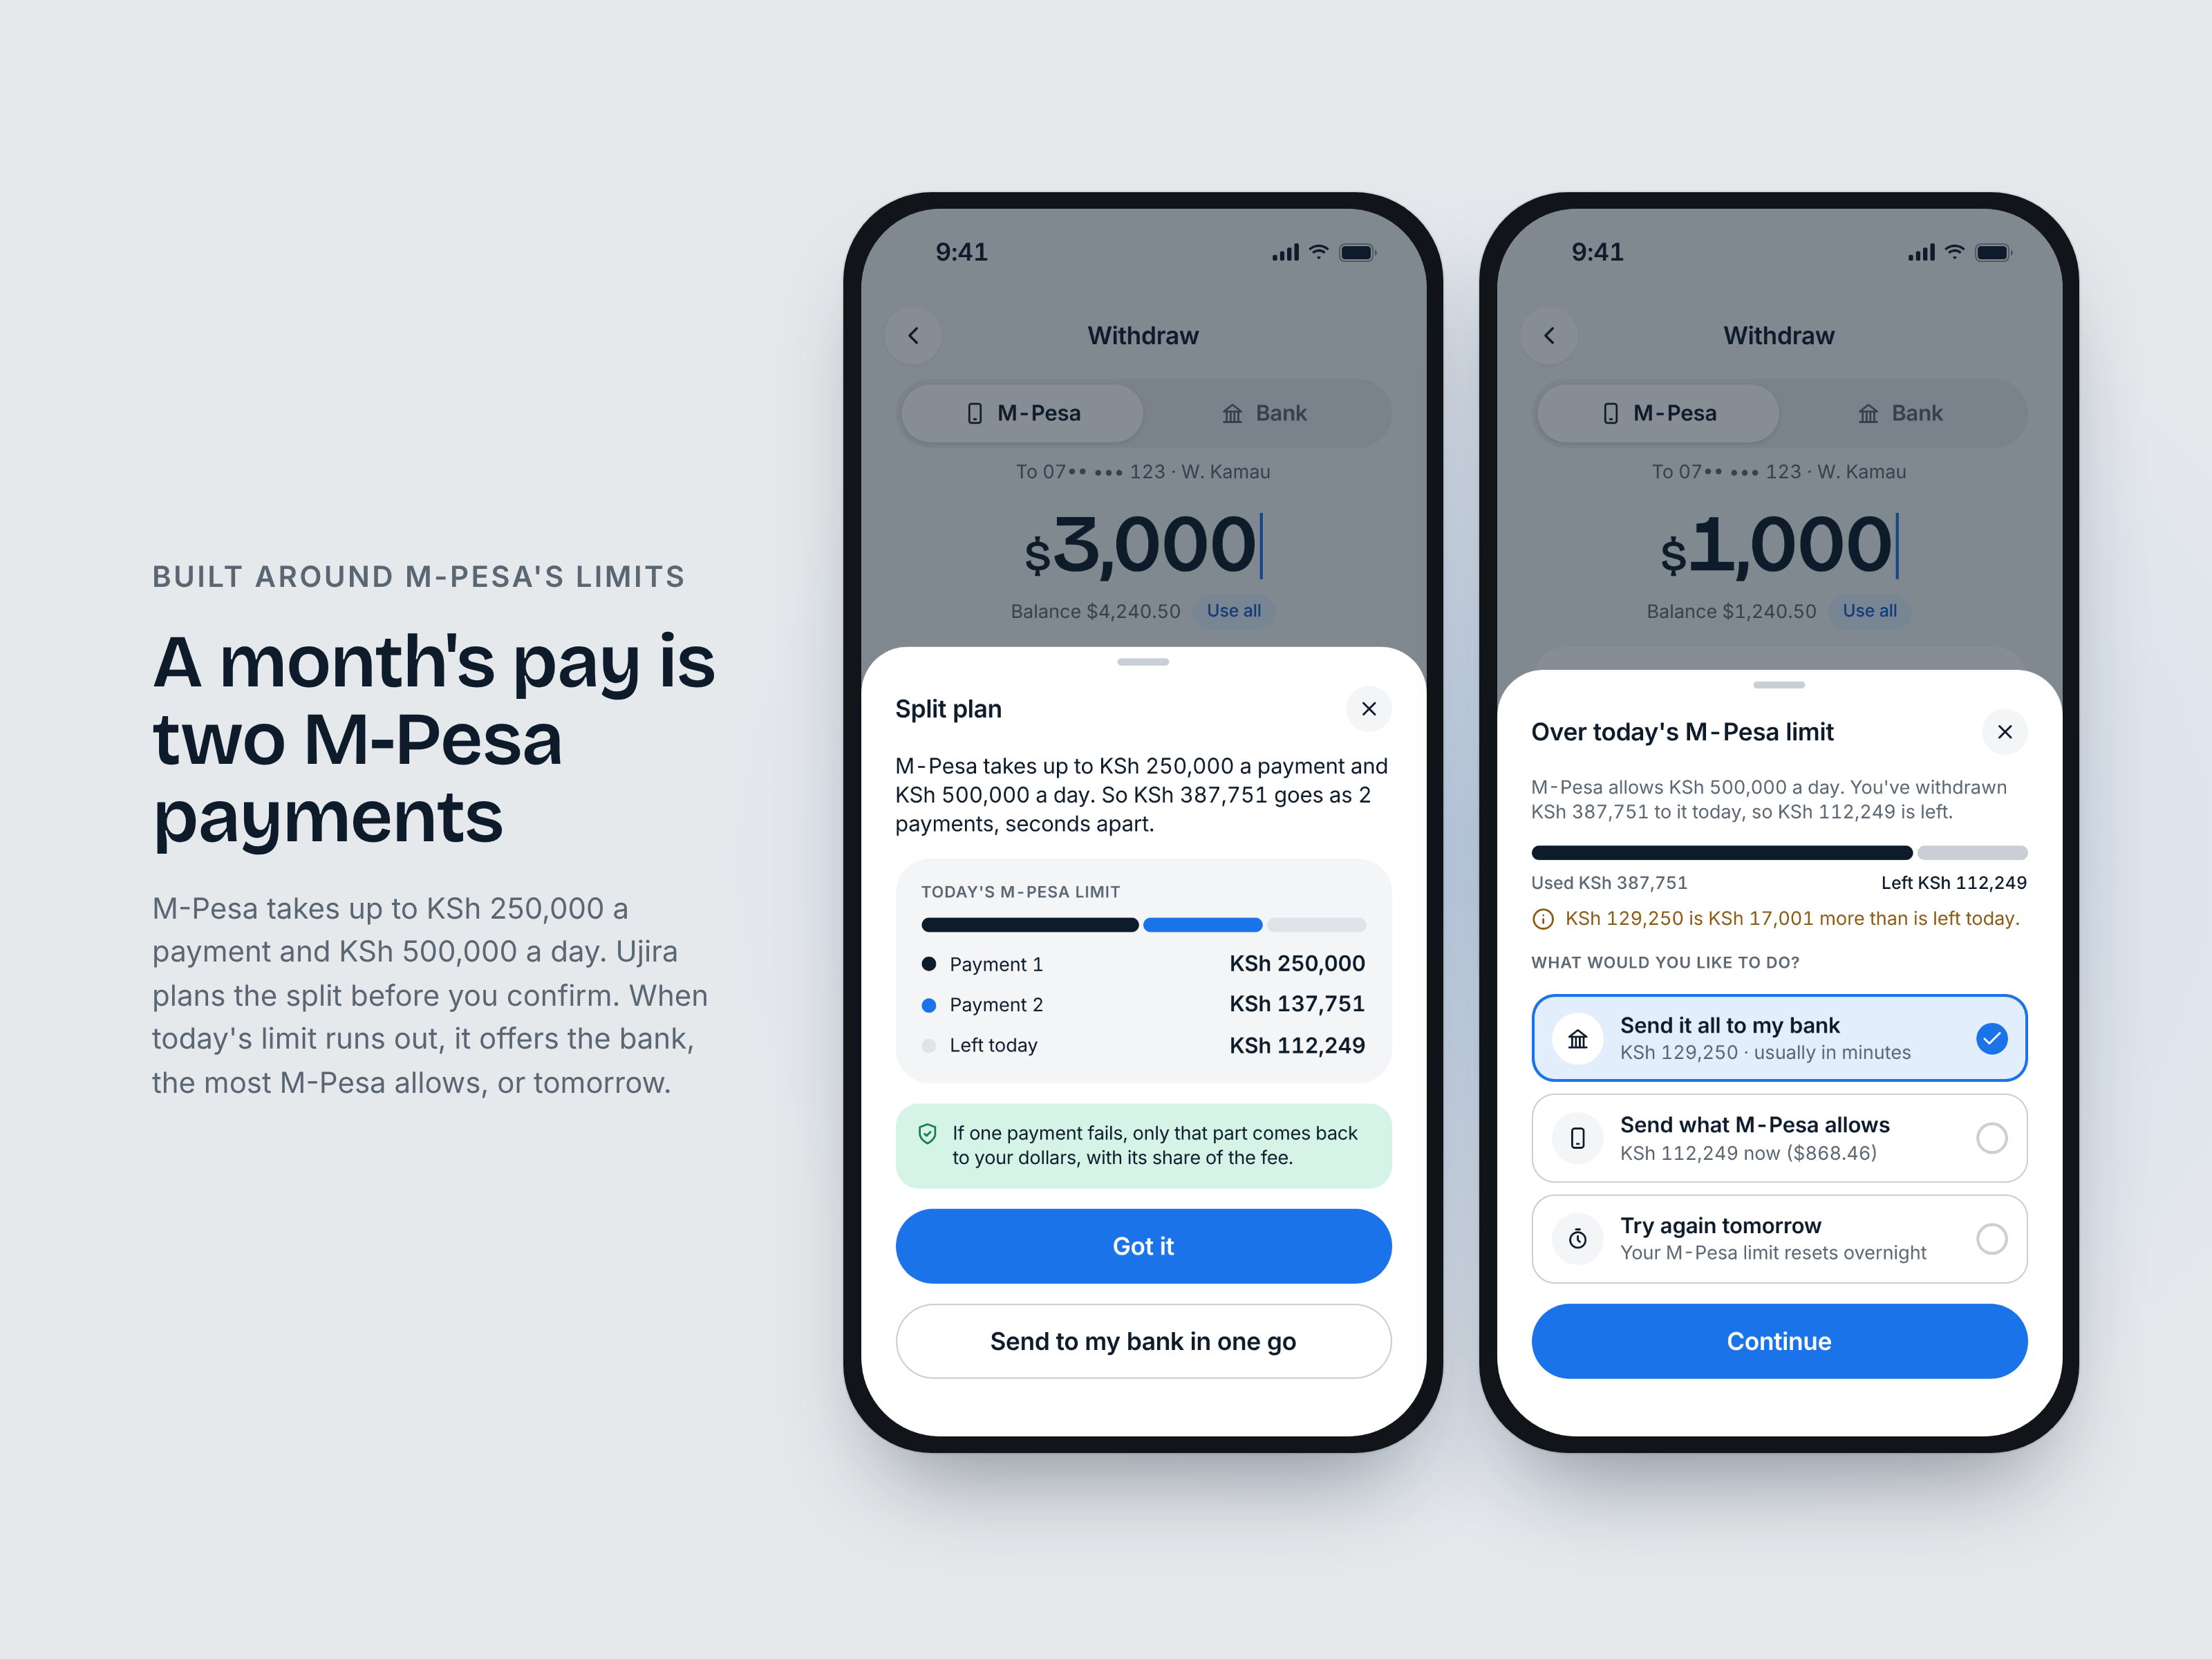 BUILT AROUND M-PESA'S LIMITS
A month's pay is
two M-Pesa
payments
M-Pesa takes up to KSh 250,000 a
payment and KSh 500,000 a day. Ujira
plans the split before you confirm. When
today's limit runs out, it offers the bank,
the most M-Pesa allows, or tomorrow.
9:41
Withdraw
M-Pesa
Bank
To 07•• ••• 123 · W. Kamau
$3,000
Balance $4,240.50
Use all
Split plan
M-Pesa takes up to KSh 250,000 a payment and
KSh 500,000 a day. So KSh 387,751 goes as 2
payments, seconds apart.
TODAY'S M-PESA LIMIT
Payment 1 KSh 250,000
Payment 2 KSh 137,751
Left today KSh 112,249
If one payment fails, only that part comes back
to your dollars, with its share of the fee.
Got it
Send to my bank in one go
9:41
Withdraw
M-Pesa
Bank
To 07•• ••• 123 · W. Kamau
$1,000
Balance $1,240.50
Use all
Over today's M-Pesa limit
M-Pesa allows KSh 500,000 a day. You've withdrawn
KSh 387,751 to it today, so KSh 112,249 is left.
Used KSh 387,751
Left KSh 112,249
KSh 129,250 is KSh 17,001 more than is left today.
WHAT WOULD YOU LIKE TO DO?
Send it all to my bank
KSh 129,250 · usually in minutes
Send what M-Pesa allows
KSh 112,249 now ($868.46)
Try again tomorrow
Your M-Pesa limit resets overnight
Continue